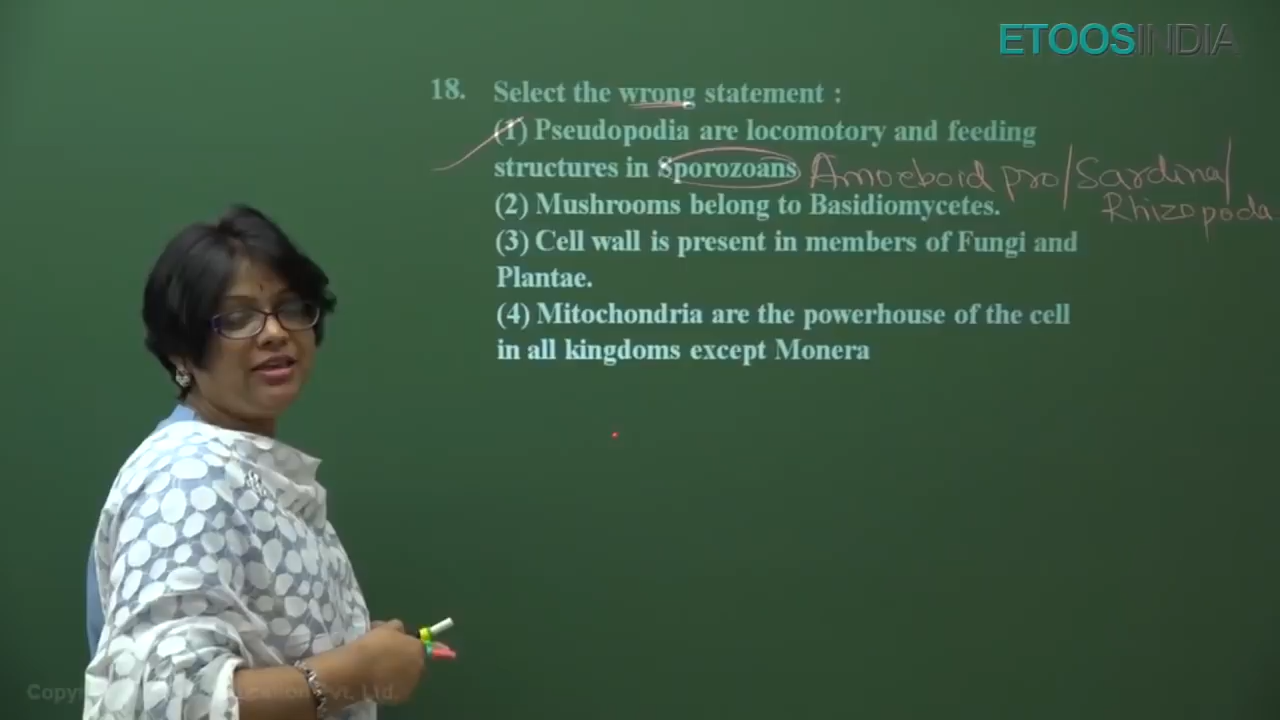 ETOOSINDIA
18. Select the wrong statement :
(1) Pseudopodia are locomotory and feeding
structures in Sporozoans Amoeboid pro/Sardina/
Rhizopoda
(2) Mushrooms belong to Basidiomycetes.
(3) Cell wall is present in members of Fungi and
Plantae.
(4) Mitochondria are the powerhouse of the cell
in all kingdoms except Monera
Pvt. Ltd.